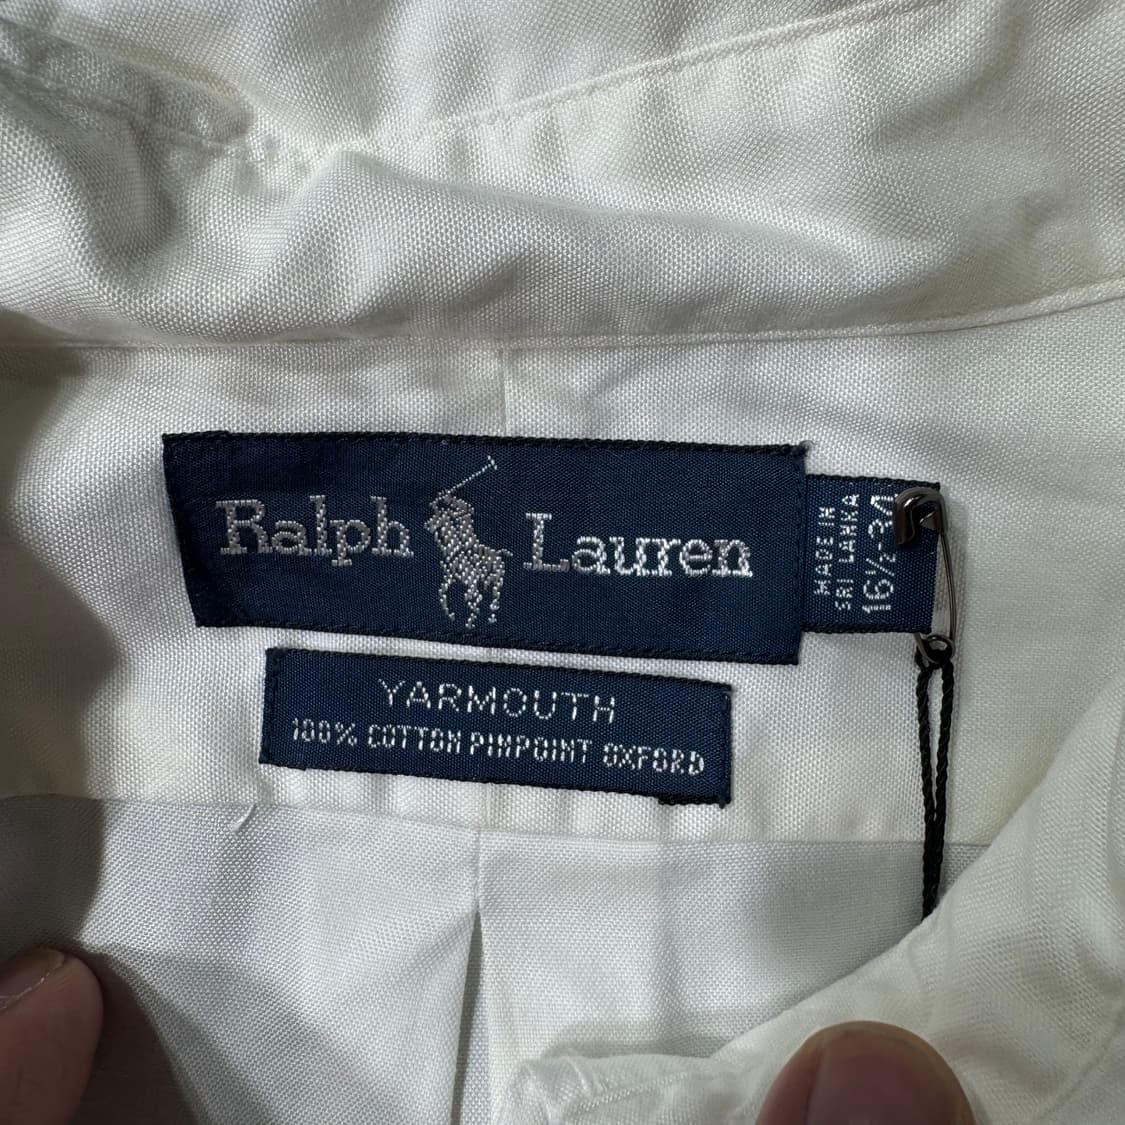 Ralph Lauren
MADE IN
SRI LANKA
16½-34
YARMOUTH
100% COTTON PINPOINT OXFORD